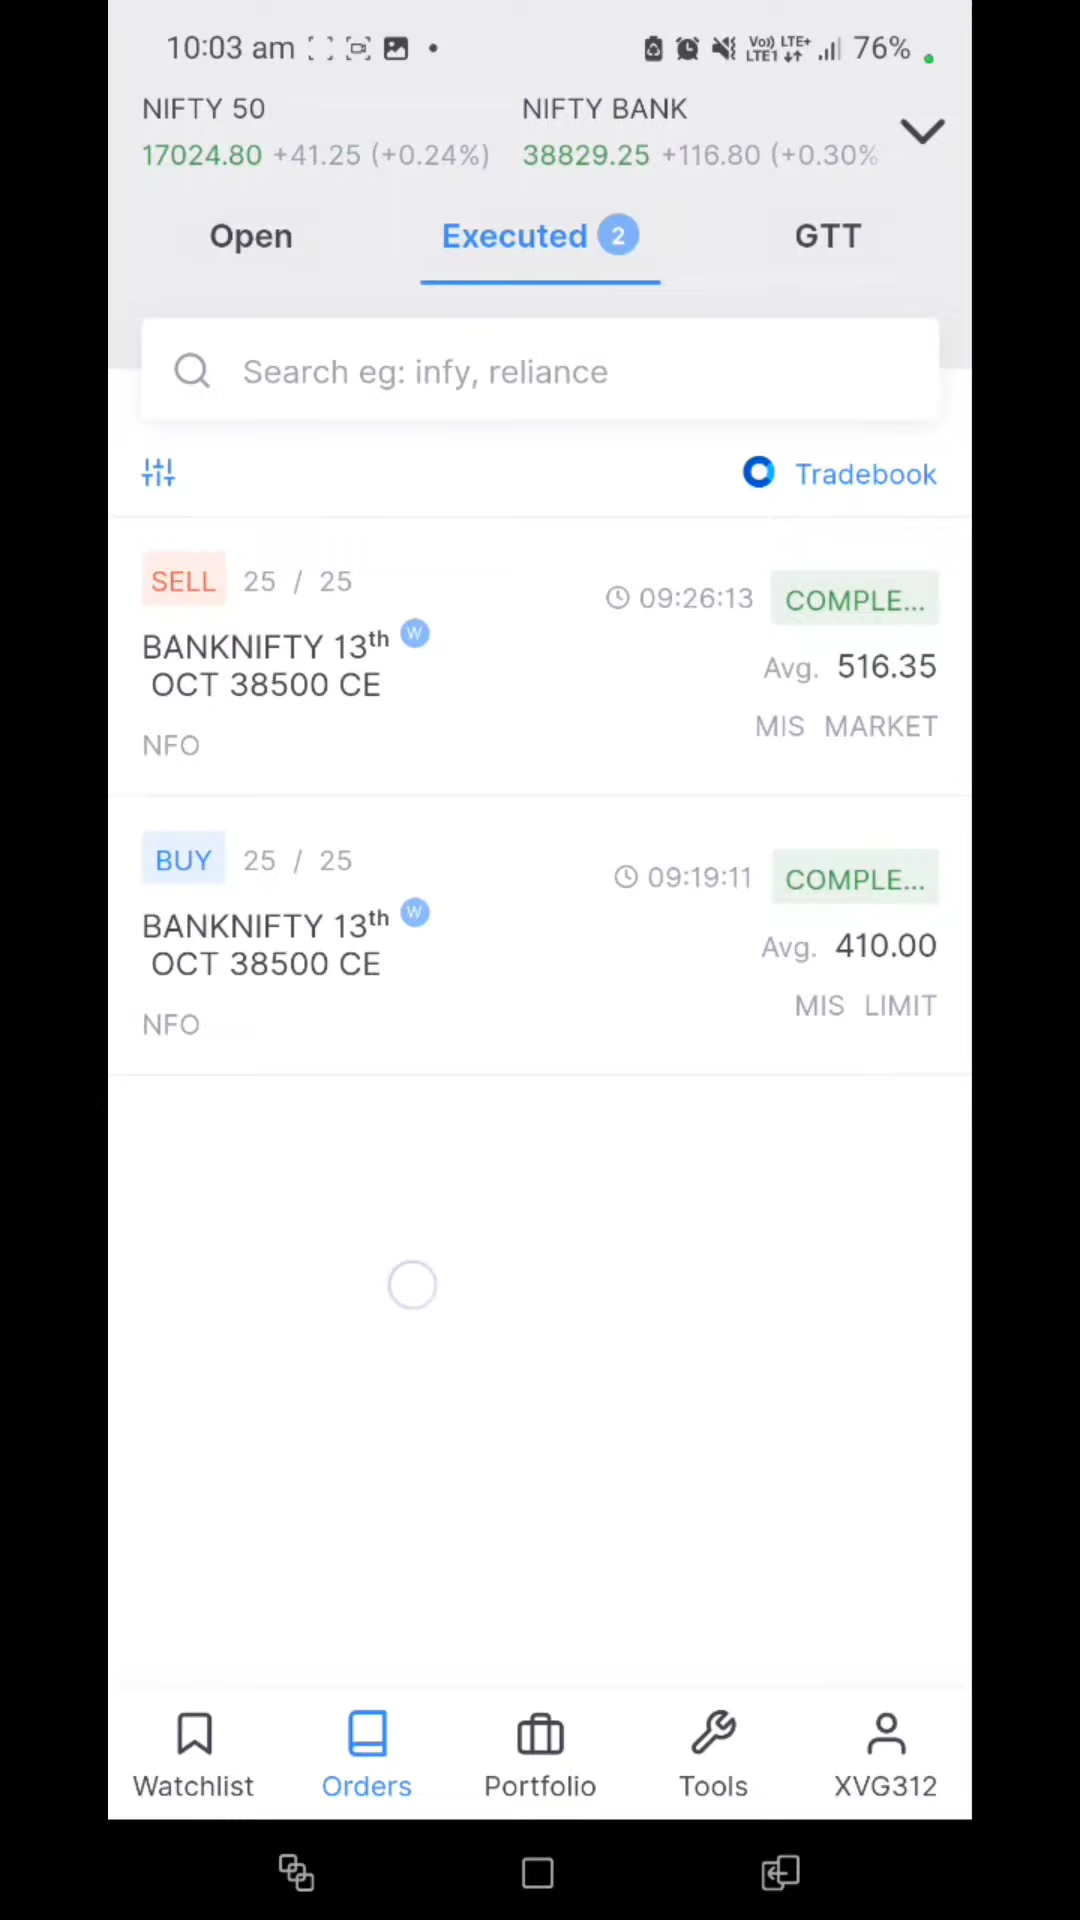 10:03 am Vo)) LTE+ LTE1 76%
NIFTY 50 NIFTY BANK
17024.80 +41.25 (+0.24%) 38829.25 +116.80 (+0.30%
Open Executed 2 GTT
Search eg: infy, reliance
Tradebook
SELL 25 / 25 09:26:13 COMPLE...
BANKNIFTY 13th W
OCT 38500 CE Avg. 516.35
NFO MIS MARKET
BUY 25 / 25 09:19:11 COMPLE...
BANKNIFTY 13th W
OCT 38500 CE Avg. 410.00
NFO MIS LIMIT
Watchlist Orders Portfolio Tools XVG312